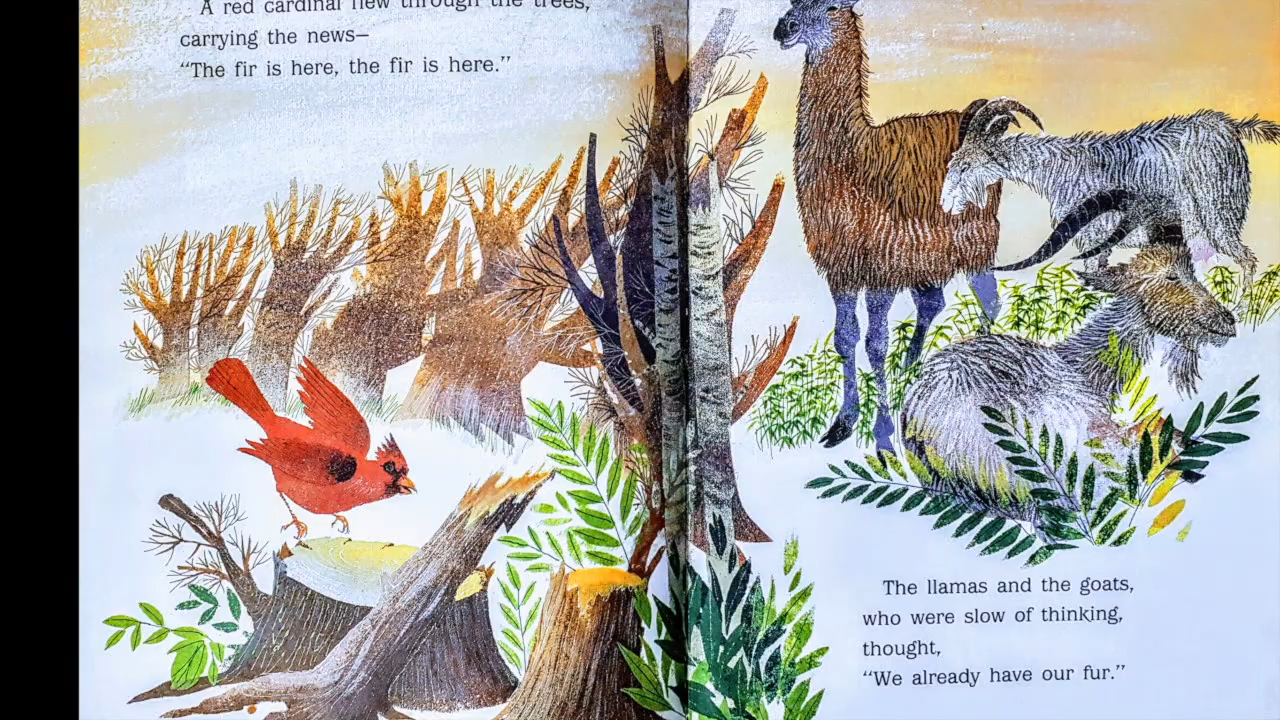 A red cardinal flew through the trees,
carrying the news—
“The fir is here, the fir is here.”
The llamas and the goats,
who were slow of thinking,
thought,
“We already have our fur.”